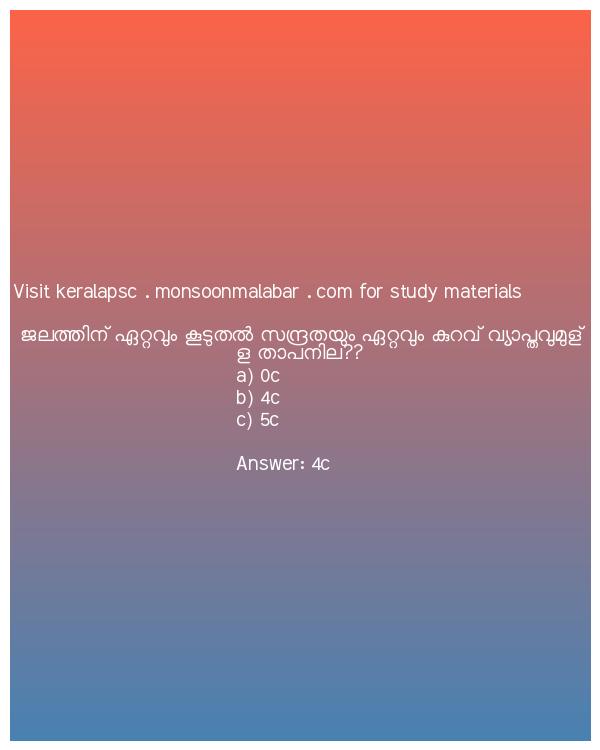 Visit keralapsc . monsoonmalabar . com for study materials
ജലത്തിന് ഏറ്റവും കൂടുതൽ സന്ദ്രതയും ഏറ്റവും കുറവ് വ്യാപ്തവുമുള്
ള താപനില??
a) 0c
b) 4c
c) 5c
Answer: 4c